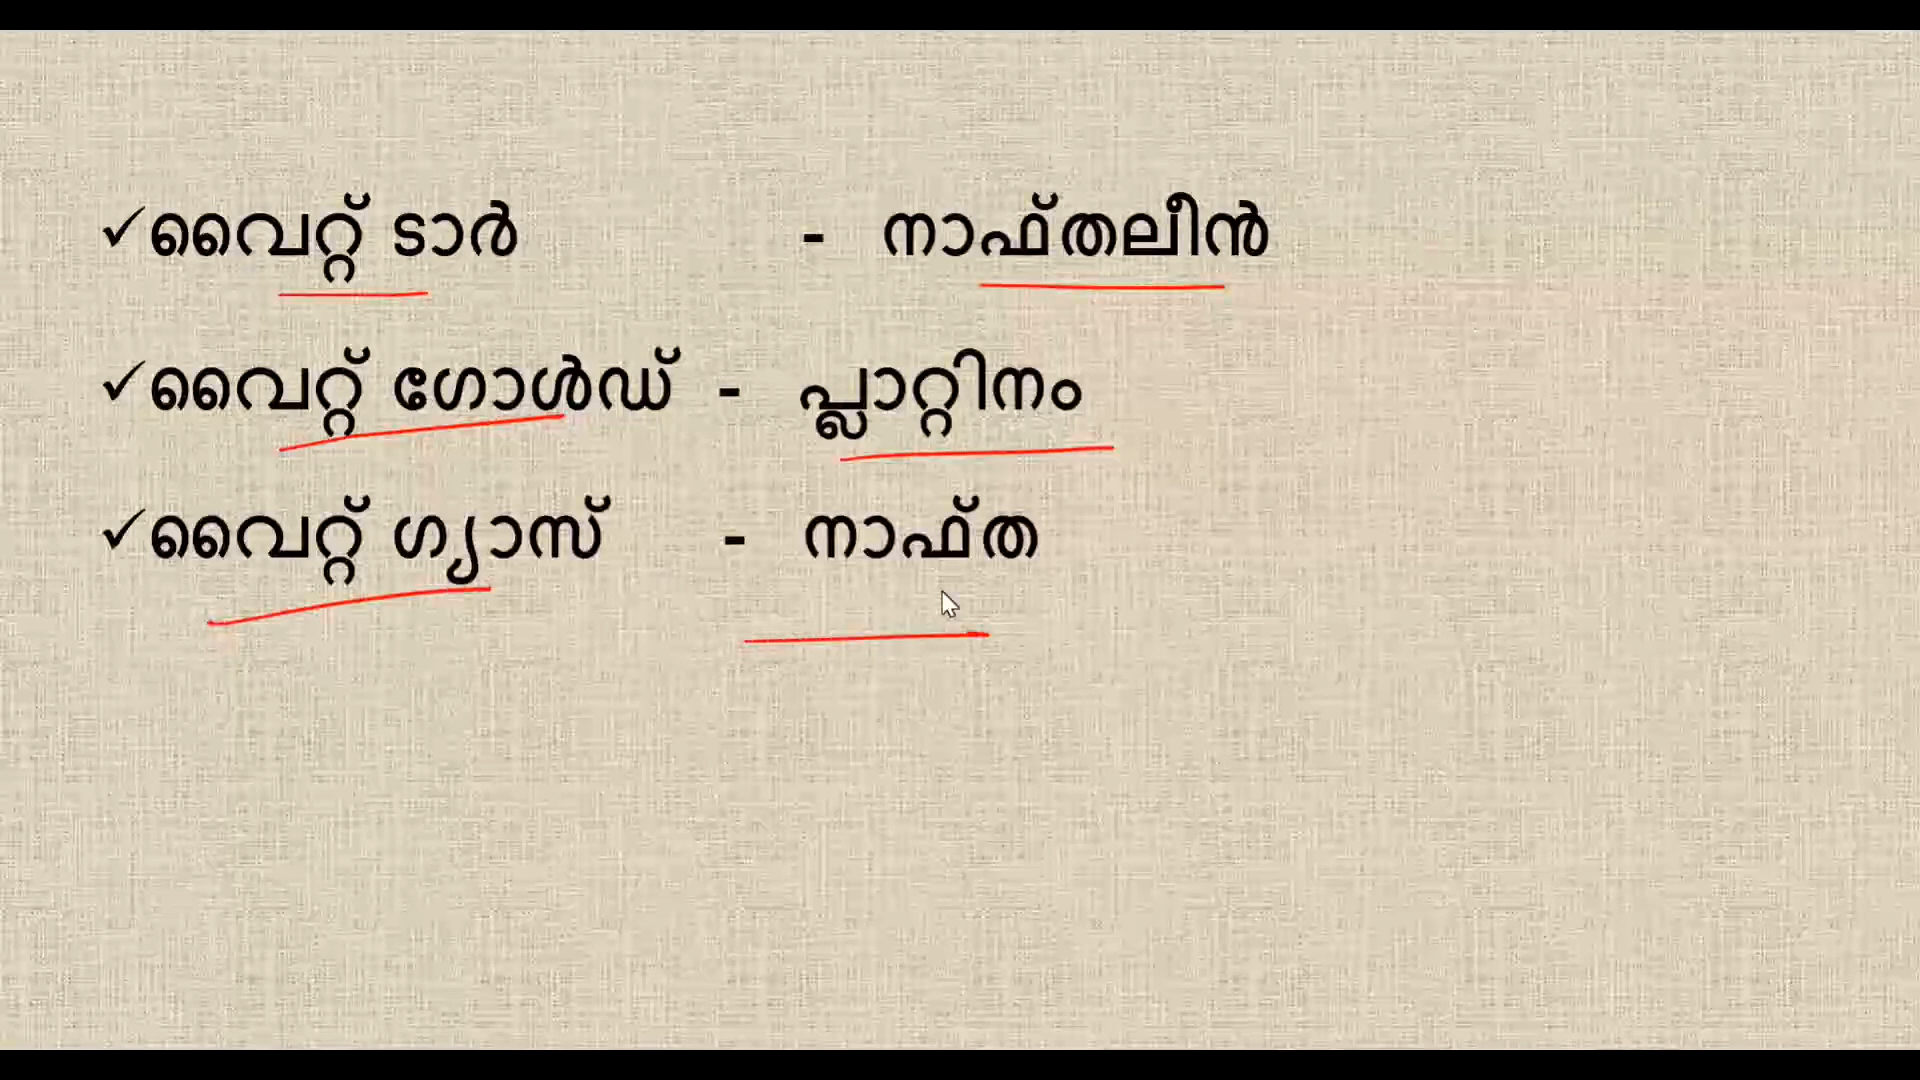 ✓വൈറ്റ് ടാർ - നാഫ്തലീൻ
✓വൈറ്റ് ഗോൾഡ് - പ്ലാറ്റിനം
✓വൈറ്റ് ഗ്യാസ് - നാഫ്ത